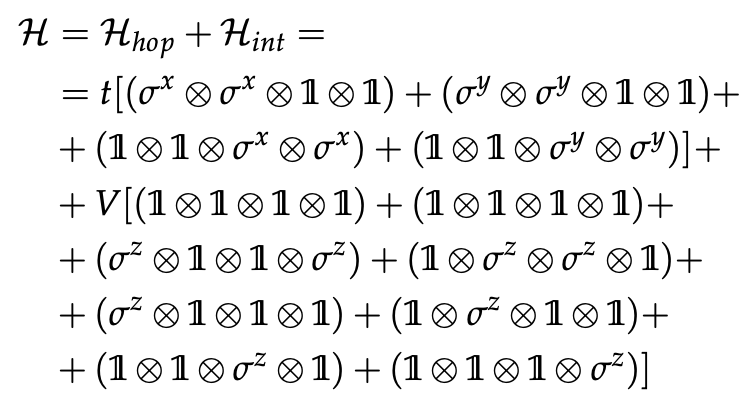 ℋ = ℋ_{hop} + ℋ_{int} =
= t[(σ^x ⊗ σ^x ⊗ 𝟙 ⊗ 𝟙) + (σ^y ⊗ σ^y ⊗ 𝟙 ⊗ 𝟙)+
+ (𝟙 ⊗ 𝟙 ⊗ σ^x ⊗ σ^x) + (𝟙 ⊗ 𝟙 ⊗ σ^y ⊗ σ^y)]+
+ V[(𝟙 ⊗ 𝟙 ⊗ 𝟙 ⊗ 𝟙) + (𝟙 ⊗ 𝟙 ⊗ 𝟙 ⊗ 𝟙)+
+ (σ^z ⊗ 𝟙 ⊗ 𝟙 ⊗ σ^z) + (𝟙 ⊗ σ^z ⊗ σ^z ⊗ 𝟙)+
+ (σ^z ⊗ 𝟙 ⊗ 𝟙 ⊗ 𝟙) + (𝟙 ⊗ σ^z ⊗ 𝟙 ⊗ 𝟙)+
+ (𝟙 ⊗ 𝟙 ⊗ σ^z ⊗ 𝟙) + (𝟙 ⊗ 𝟙 ⊗ 𝟙 ⊗ σ^z)]